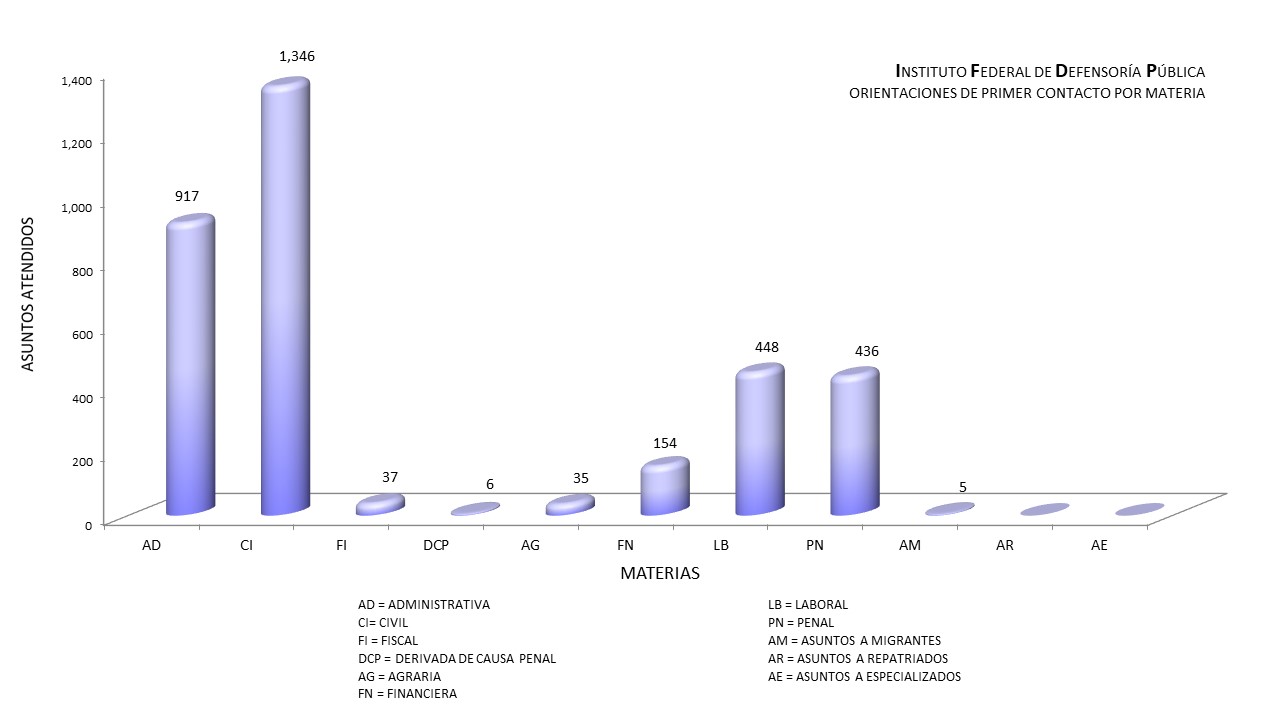 INSTITUTO FEDERAL DE DEFENSORÍA PÚBLICA
ORIENTACIONES DE PRIMER CONTACTO POR MATERIA
ASUNTOS ATENDIDOS
1,400
1,200
1,000
800
600
400
200
0
917
1,346
37
6
35
154
448
436
5
AD CI FI DCP AG FN LB PN AM AR AE
MATERIAS
AD = ADMINISTRATIVA
CI= CIVIL
FI = FISCAL
DCP = DERIVADA DE CAUSA PENAL
AG = AGRARIA
FN = FINANCIERA
LB = LABORAL
PN = PENAL
AM = ASUNTOS A MIGRANTES
AR = ASUNTOS A REPATRIADOS
AE = ASUNTOS A ESPECIALIZADOS